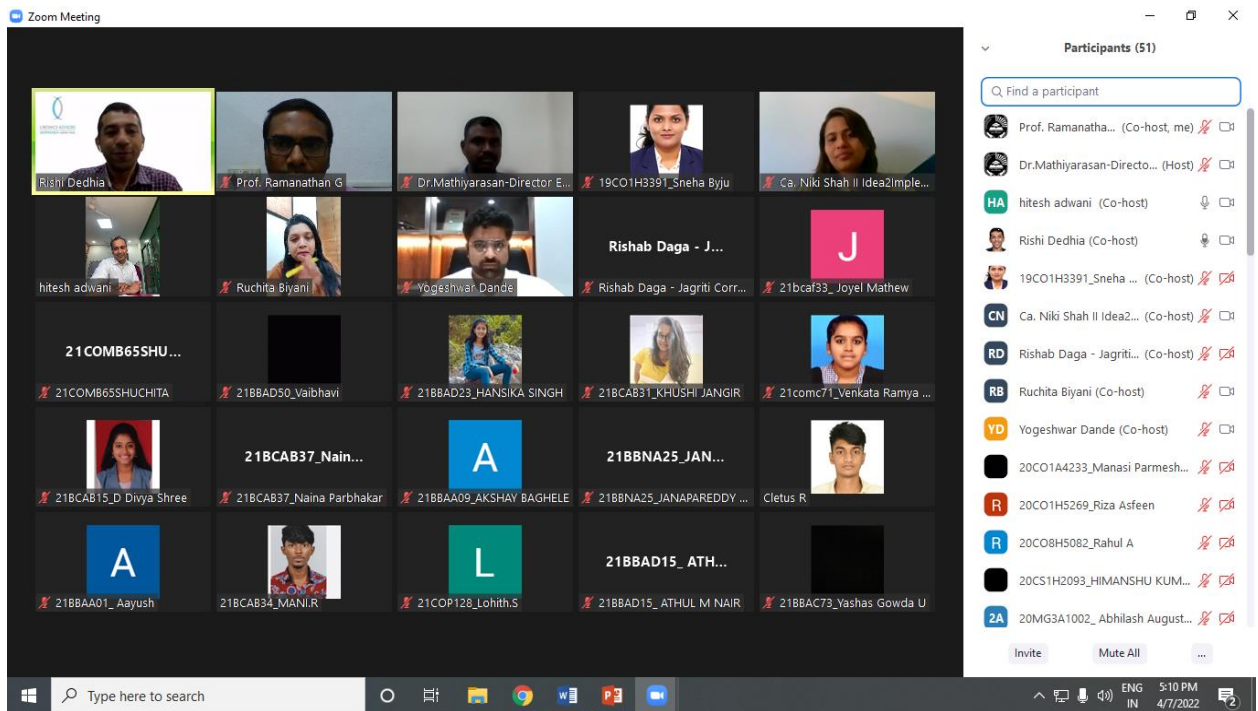 Zoom Meeting
Participants (51)
Find a participant
Rishi Dedhia
Prof. Ramanathan G
Dr.Mathiyarasan-Director E...
19CO1H3391_Sneha Byju
Ca. Niki Shah II Idea2Imple...
hitesh adwani
Ruchita Biyani
Yogeshwar Dande
Rishab Daga - J...
Rishab Daga - Jagriti Corr...
J
21bcaf33_ Joyel Mathew
21COMB65SHU...
21COMB65SHUCHITA
21BBAD50_Vaibhavi
21BBAD23_HANSIKA SINGH
21BCAB31_KHUSHI JANGIR
21comc71_Venkata Ramya ...
21BCAB15_D Divya Shree
21BCAB37_Nain...
21BCAB37_Naina Parbhakar
A
21BBAA09_AKSHAY BAGHELE
21BBNA25_JAN...
21BBNA25_JANAPAREDDY ...
Cletus R
A
21BBAA01_ Aayush
21BCAB34_MANI.R
L
21COP128_Lohith.S
21BBAD15_ ATH...
21BBAD15_ ATHUL M NAIR
21BBAC73_Yashas Gowda U
Prof. Ramanatha... (Co-host, me)
Dr.Mathiyarasan-Directo... (Host)
HA hitesh adwani (Co-host)
Rishi Dedhia (Co-host)
19CO1H3391_Sneha ... (Co-host)
CN Ca. Niki Shah II Idea2... (Co-host)
RD Rishab Daga - Jagriti... (Co-host)
RB Ruchita Biyani (Co-host)
YD Yogeshwar Dande (Co-host)
20CO1A4233_Manasi Parmesh...
R 20CO1H5269_Riza Asfeen
R 20CO8H5082_Rahul A
20CS1H2093_HIMANSHU KUM...
2A 20MG3A1002_ Abhilash August...
Invite Mute All ...
Type here to search
ENG 5:10 PM
IN 4/7/2022
2